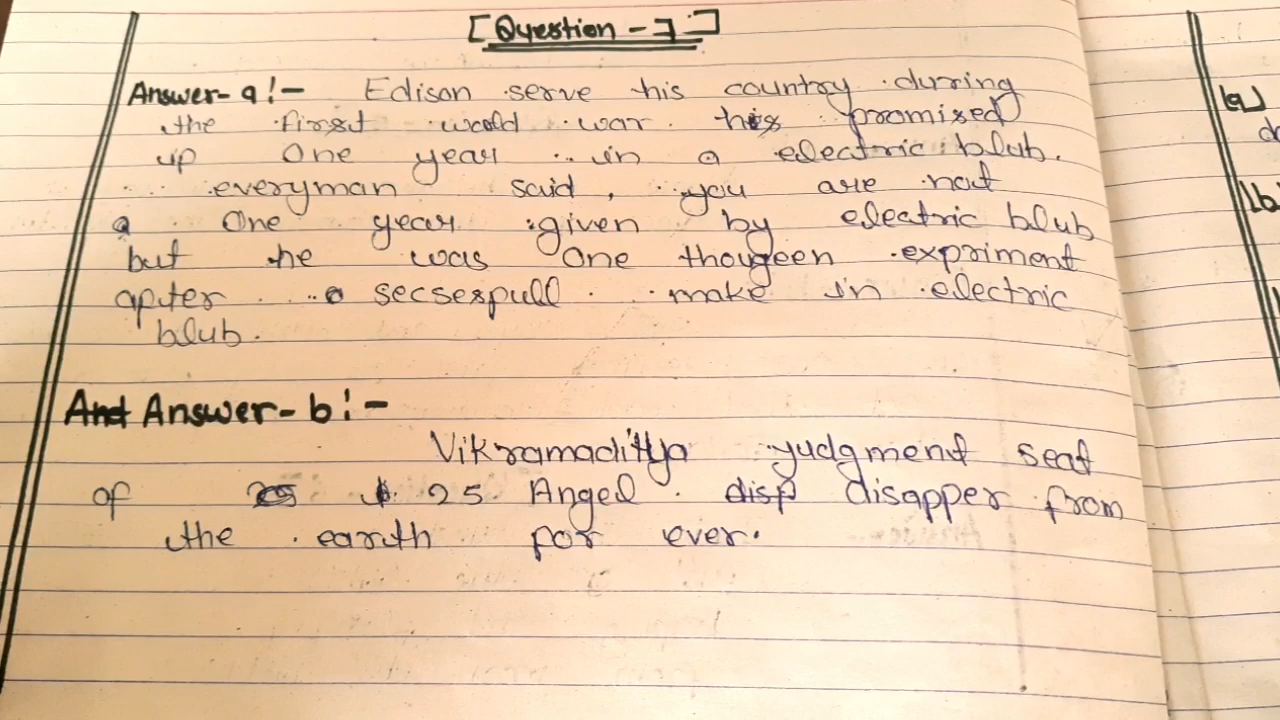 [Question - 7:]
Answer- a!- Edison serve his country during
the first world war. his promised
up One year in a electric blub.
everyman said, you are not
a One year given by electric blub
but he was One thougeen expriment
apter a secsespull make in electric
blub.
And Answer- b!-
Vikramaditya judgment seat
of 25 25 Angel disp disapper from
the earth for ever.
(a)
d
(b)